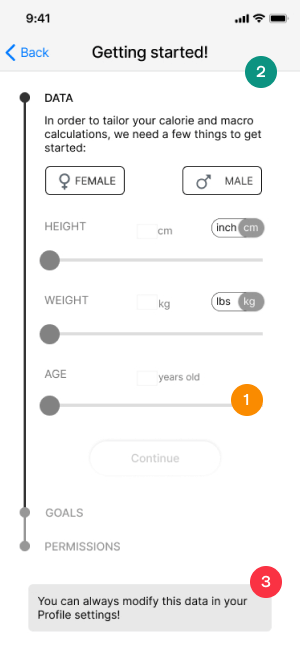 9:41
Back
Getting started!
2
DATA
In order to tailor your calorie and macro
calculations, we need a few things to get
started:
FEMALE
MALE
HEIGHT
cm
inch cm
WEIGHT
kg
lbs kg
AGE
years old
1
Continue
GOALS
PERMISSIONS
3
You can always modify this data in your
Profile settings!